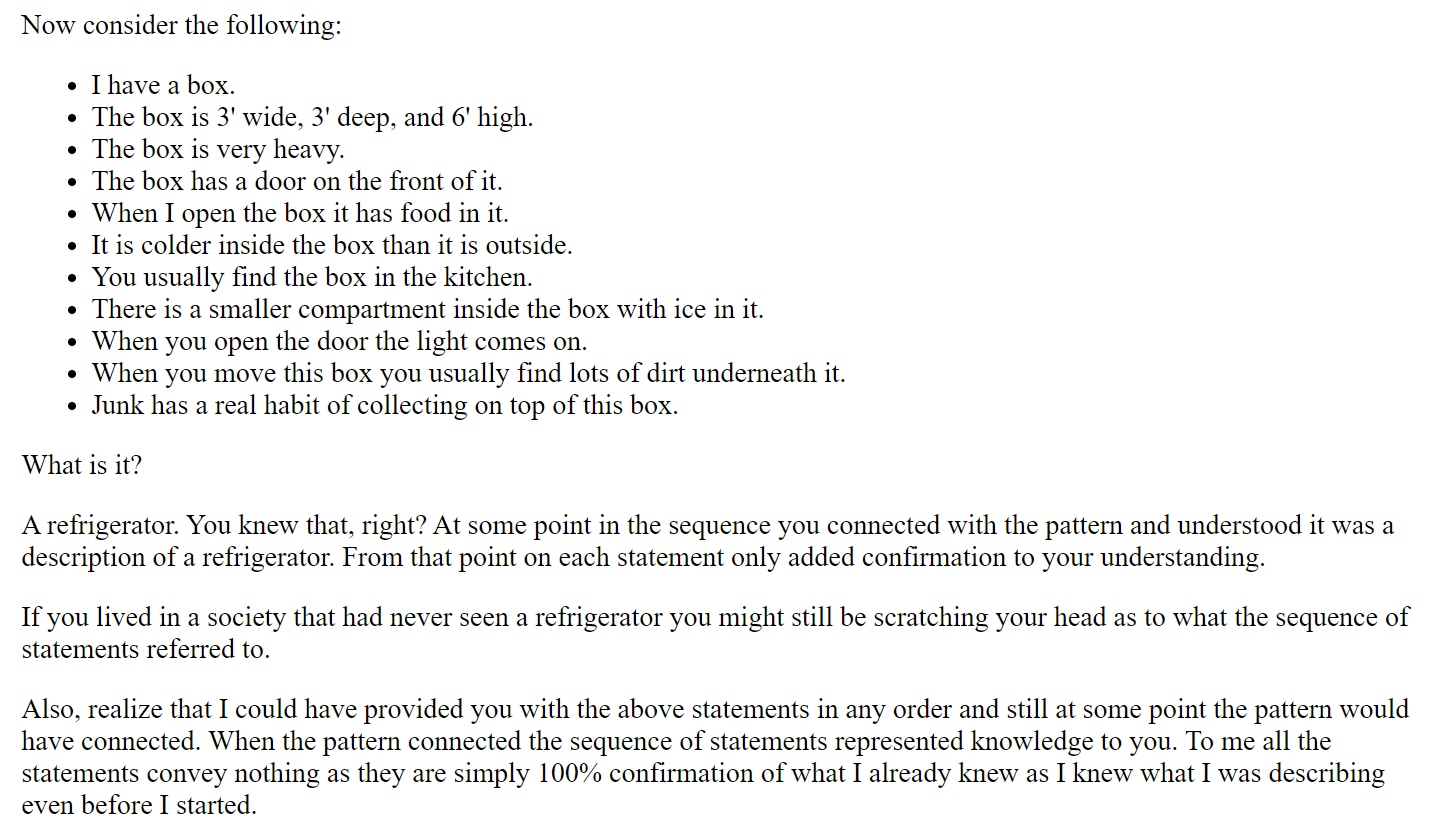 Now consider the following:
• I have a box.
• The box is 3' wide, 3' deep, and 6' high.
• The box is very heavy.
• The box has a door on the front of it.
• When I open the box it has food in it.
• It is colder inside the box than it is outside.
• You usually find the box in the kitchen.
• There is a smaller compartment inside the box with ice in it.
• When you open the door the light comes on.
• When you move this box you usually find lots of dirt underneath it.
• Junk has a real habit of collecting on top of this box.
What is it?
A refrigerator. You knew that, right? At some point in the sequence you connected with the pattern and understood it was a
description of a refrigerator. From that point on each statement only added confirmation to your understanding.
If you lived in a society that had never seen a refrigerator you might still be scratching your head as to what the sequence of
statements referred to.
Also, realize that I could have provided you with the above statements in any order and still at some point the pattern would
have connected. When the pattern connected the sequence of statements represented knowledge to you. To me all the
statements convey nothing as they are simply 100% confirmation of what I already knew as I knew what I was describing
even before I started.